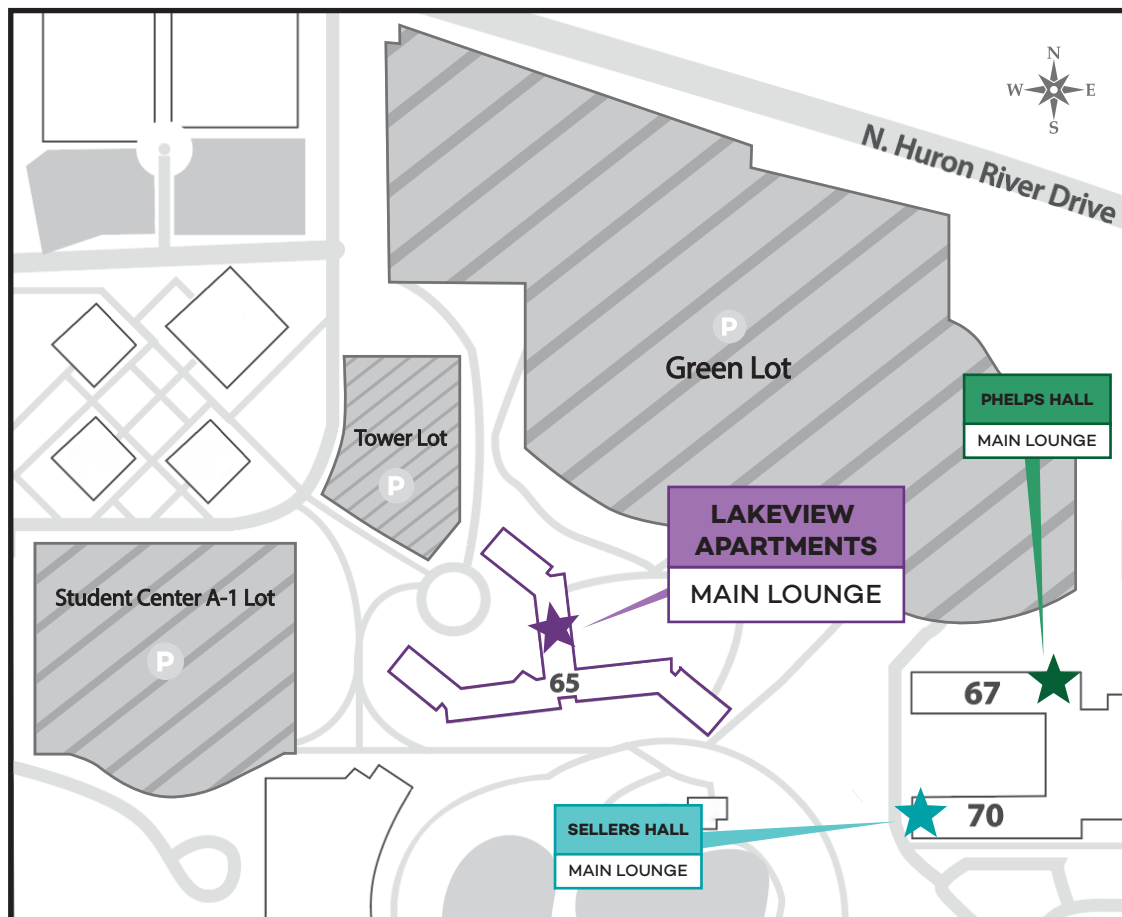 N
W
E
S
N. Huron River Drive
P
Green Lot
PHELPS HALL
MAIN LOUNGE
Tower Lot
P
LAKEVIEW
APARTMENTS
MAIN LOUNGE
Student Center A-1 Lot
P
65
67
SELLERS HALL
MAIN LOUNGE
70